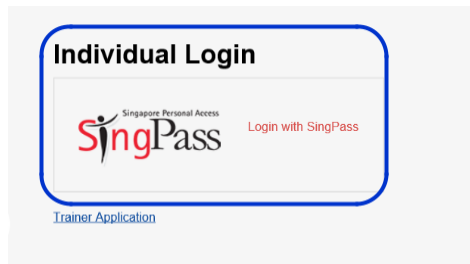 Individual Login
Singapore Personal Access
SingPass
Login with SingPass
Trainer Application